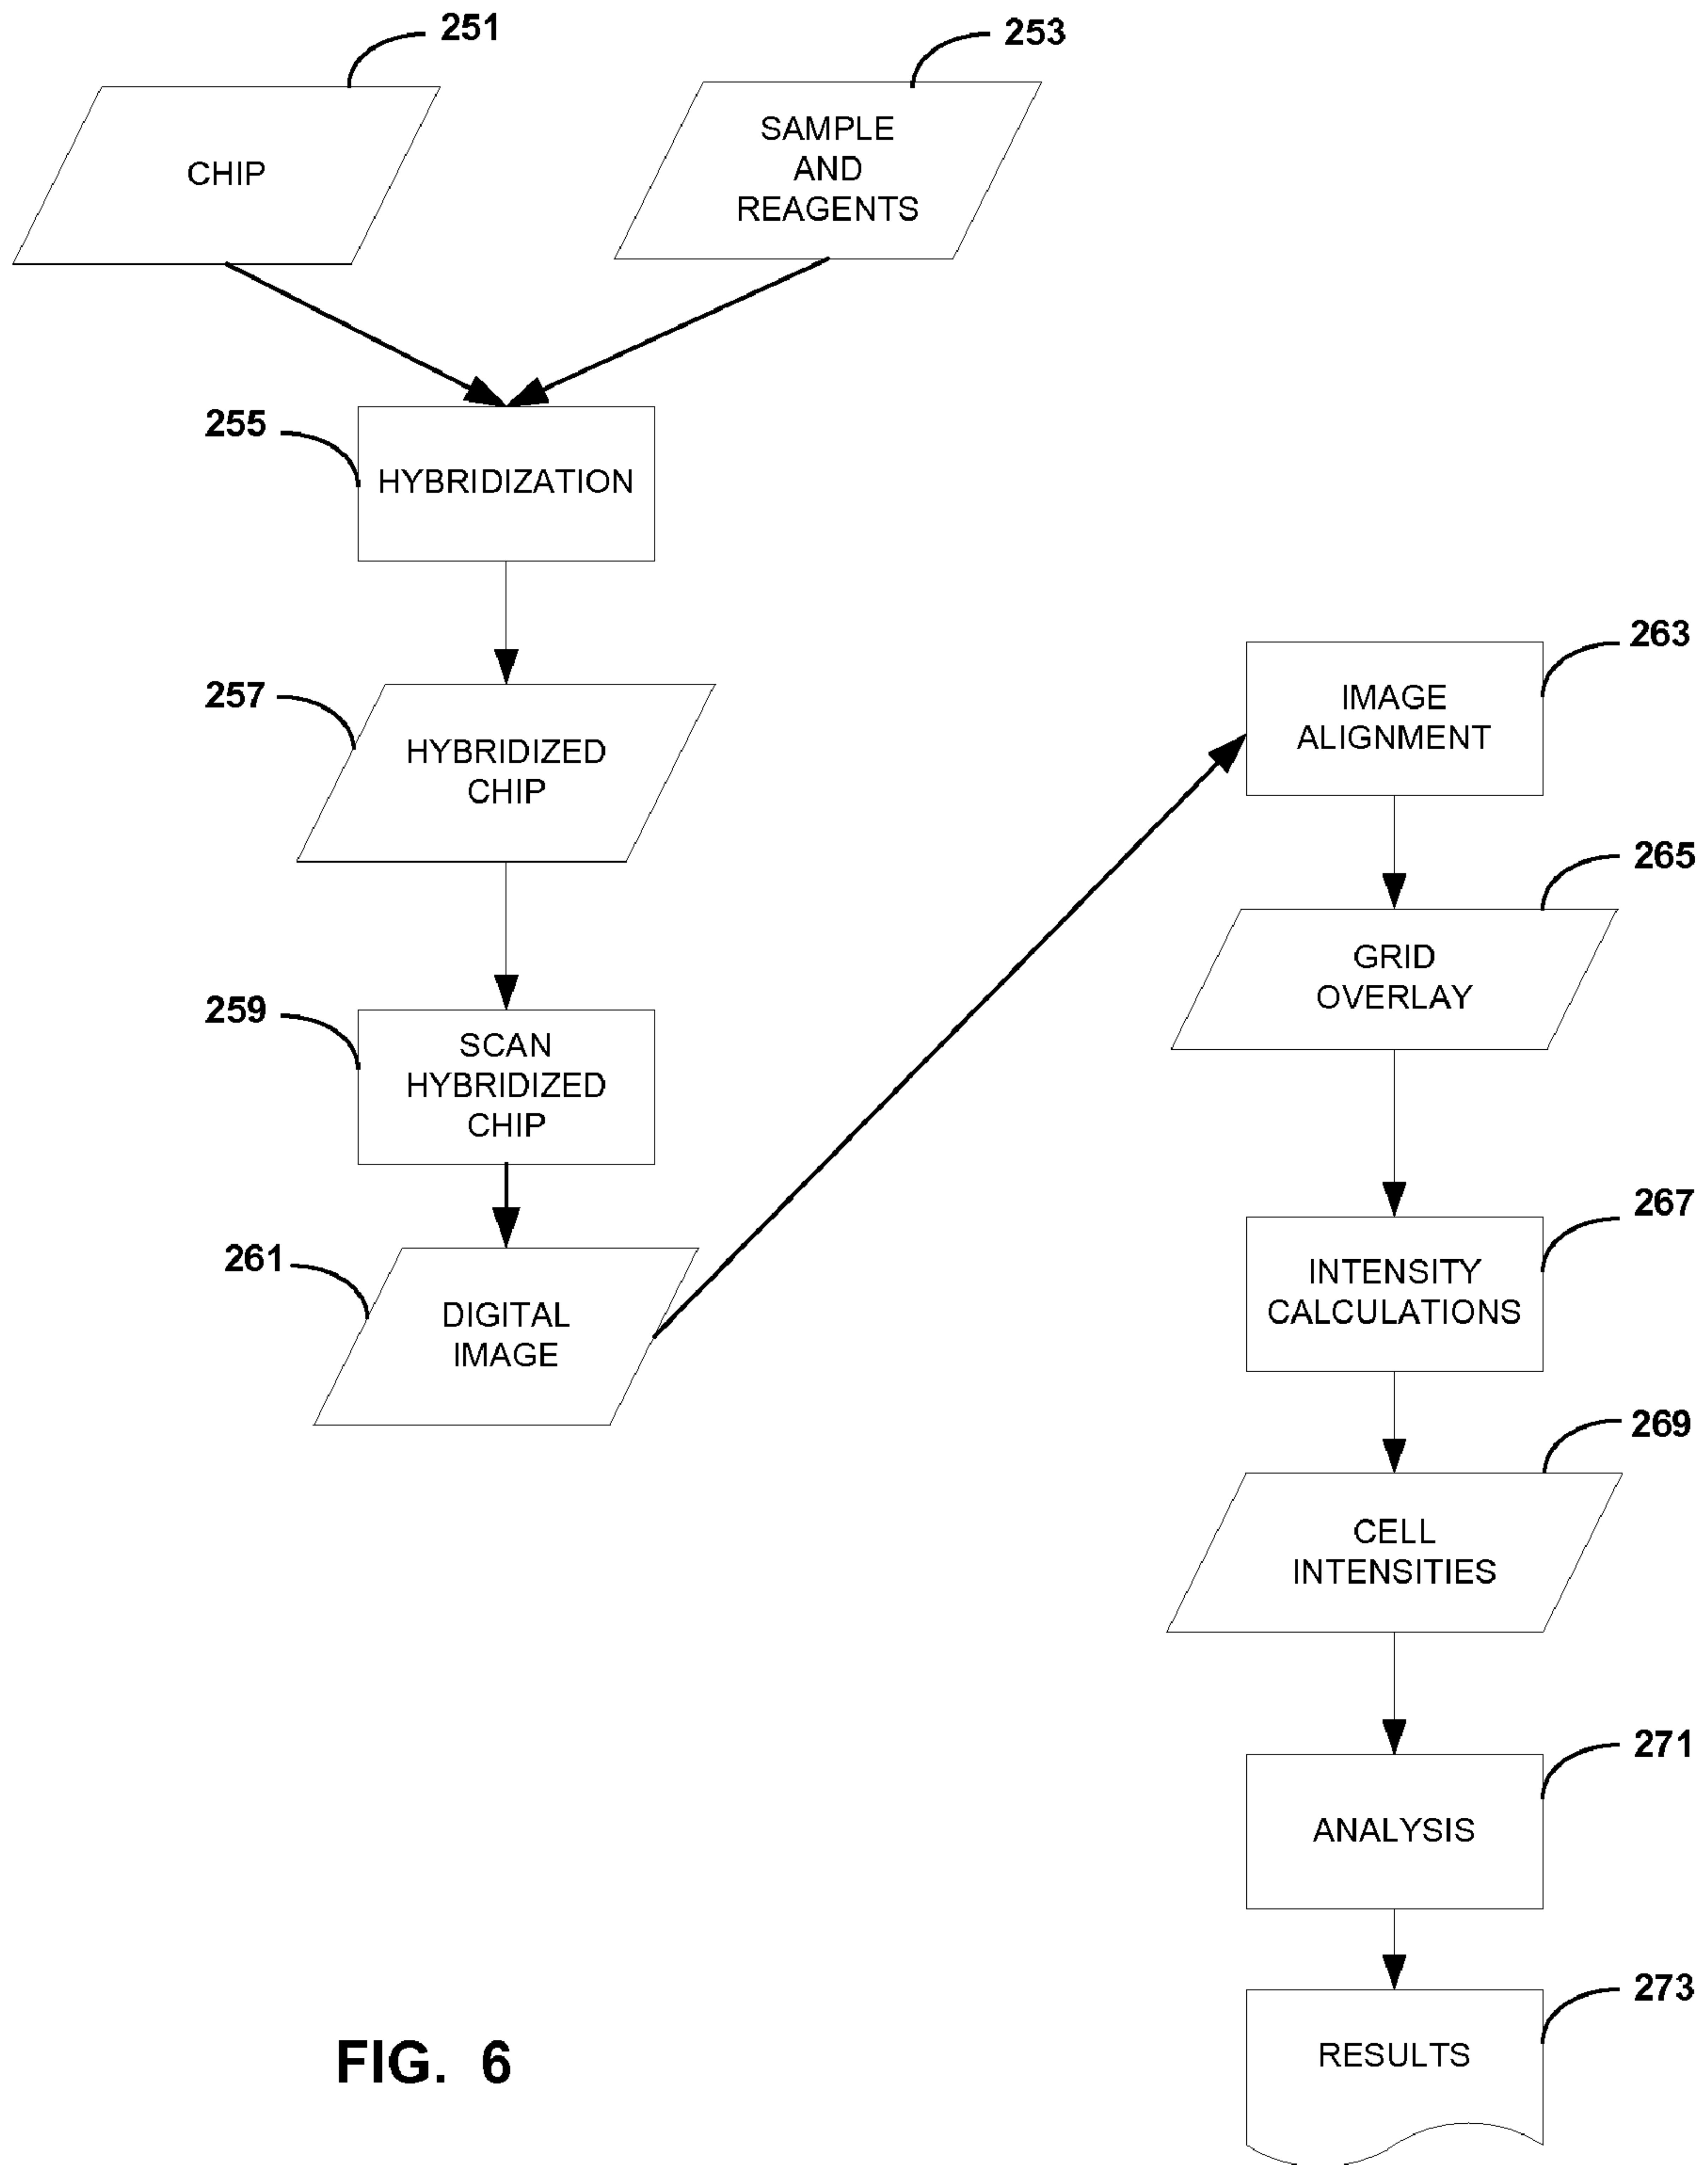 251
253
CHIP
SAMPLE
AND
REAGENTS
255
HYBRIDIZATION
257
HYBRIDIZED
CHIP
259
SCAN
HYBRIDIZED
CHIP
261
DIGITAL
IMAGE
263
IMAGE
ALIGNMENT
265
GRID
OVERLAY
267
INTENSITY
CALCULATIONS
269
CELL
INTENSITIES
271
ANALYSIS
273
RESULTS
FIG. 6